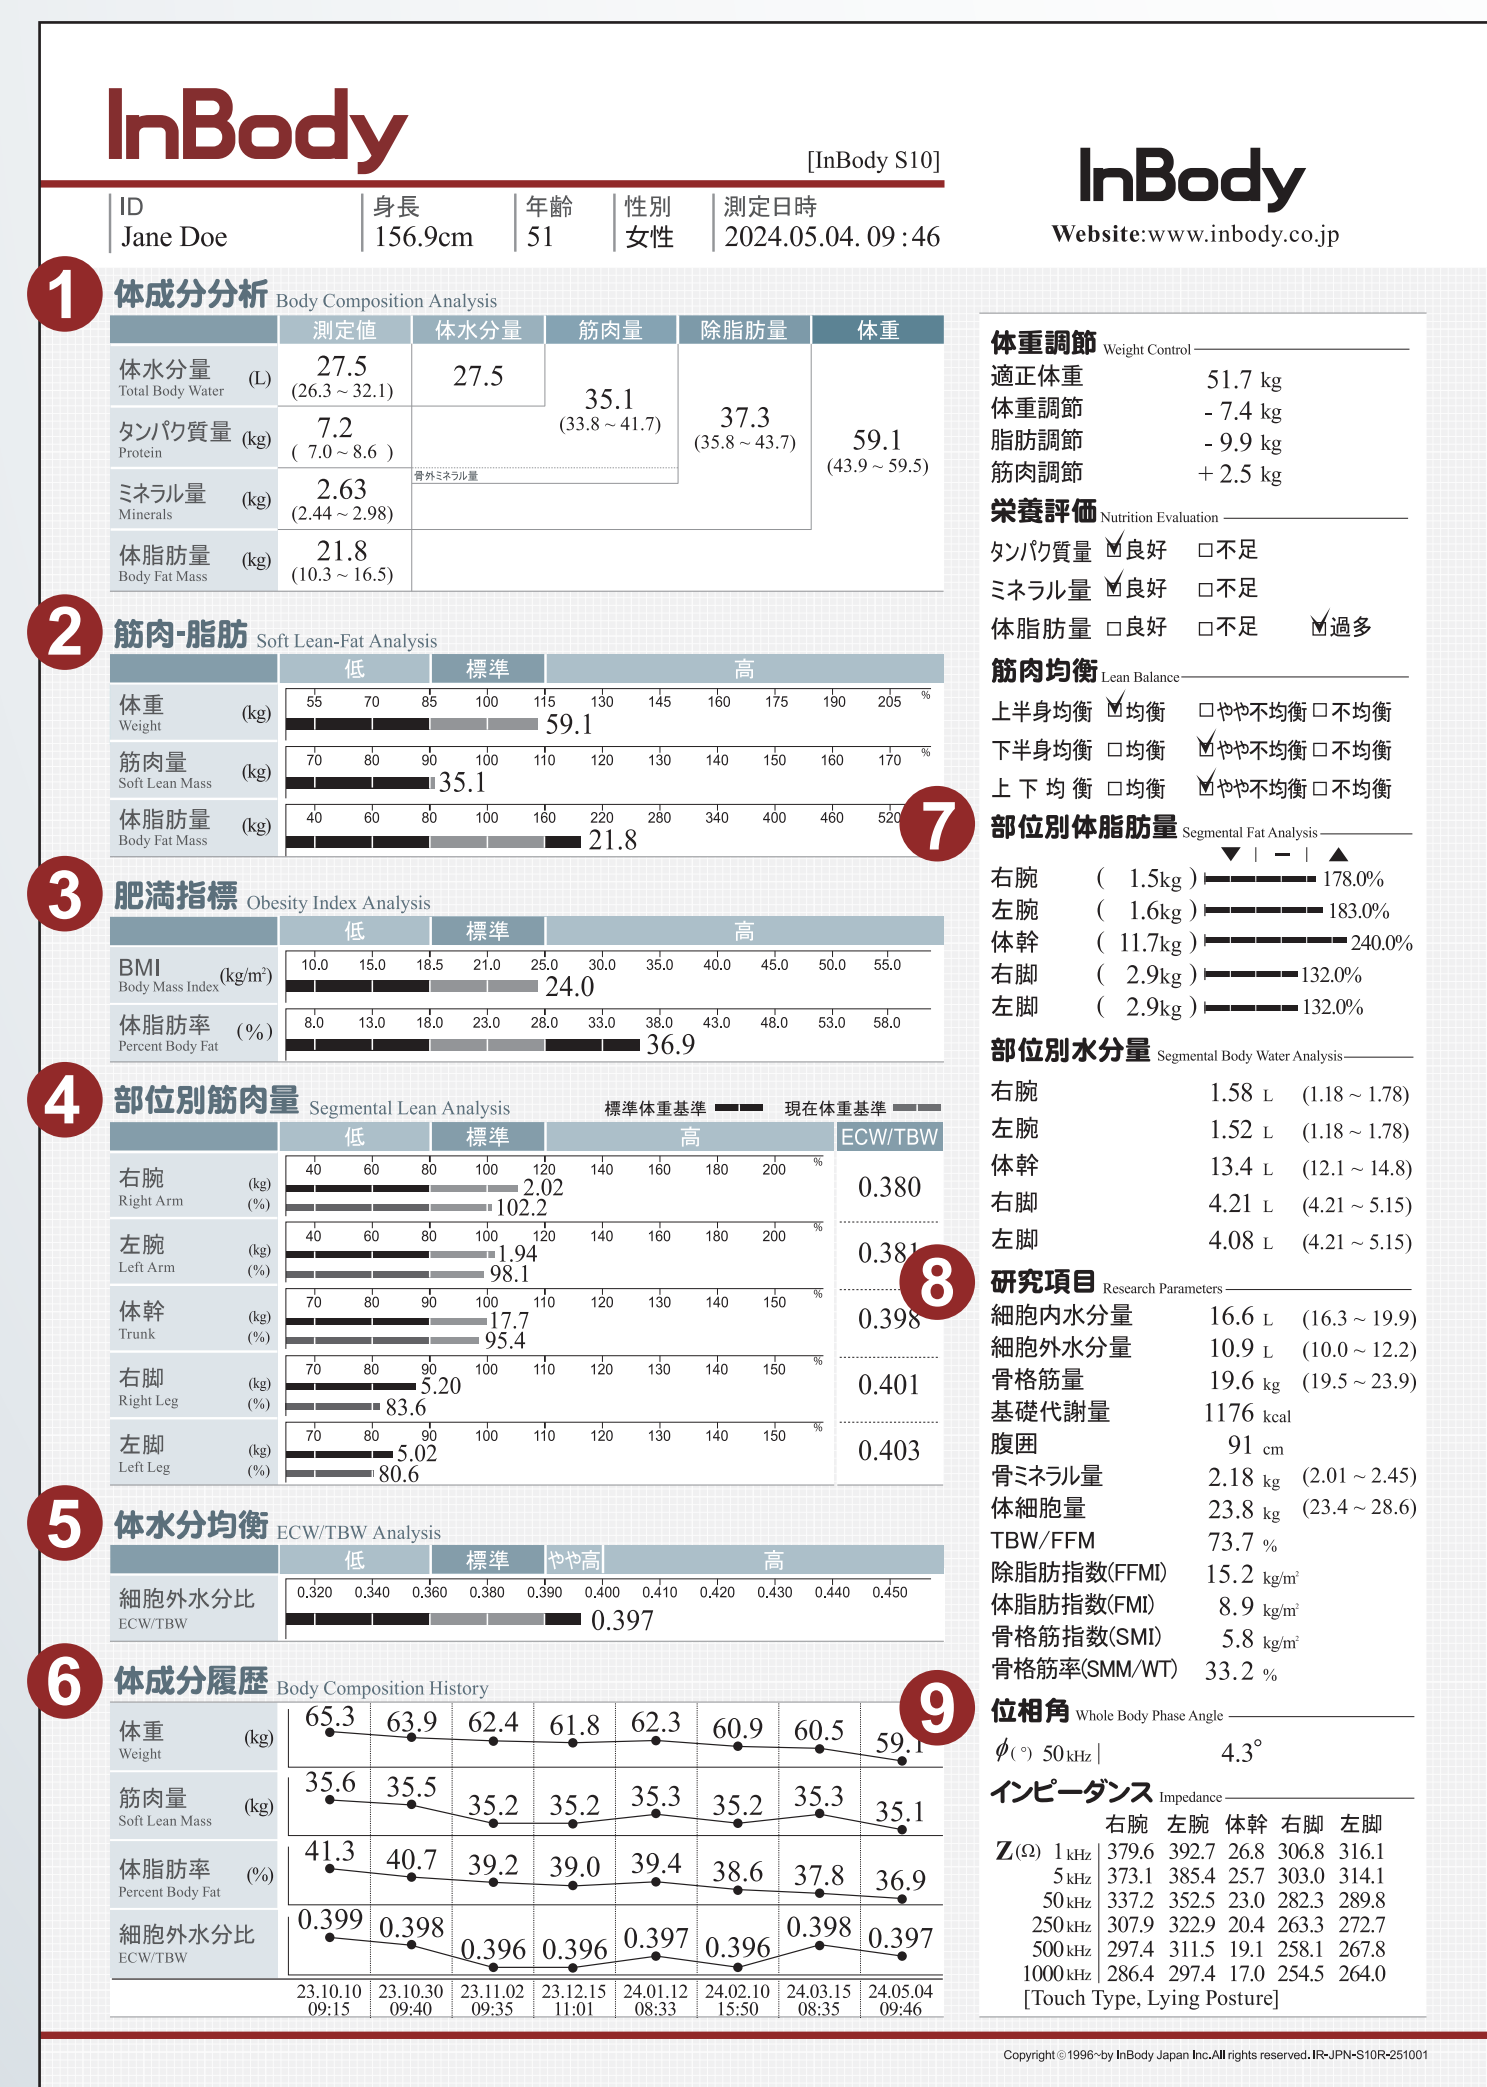 InBody
[InBody S10]
ID 身長 年齢 性別 測定日時
Jane Doe 156.9cm 51 女性 2024.05.04. 09:46
InBody
Website:www.inbody.co.jp
1 体成分分析 Body Composition Analysis
測定値 体水分量 筋肉量 除脂肪量 体重
体水分量 (L) 27.5 27.5
Total Body Water (26.3 ~ 32.1)
35.1
(33.8 ~ 41.7)
37.3
(35.8 ~ 43.7)
59.1
(43.9 ~ 59.5)
タンパク質量 (kg) 7.2
Protein ( 7.0 ~ 8.6 )
骨外ミネラル量
ミネラル量 (kg) 2.63
Minerals (2.44 ~ 2.98)
体脂肪量 (kg) 21.8
Body Fat Mass (10.3 ~ 16.5)
2 筋肉-脂肪 Soft Lean-Fat Analysis
低 標準 高
体重 (kg) 55 70 85 100 115 130 145 160 175 190 205 %
Weight 59.1
筋肉量 (kg) 70 80 90 100 110 120 130 140 150 160 170 %
Soft Lean Mass 35.1
体脂肪量 (kg) 40 60 80 100 160 220 280 340 400 460 520
Body Fat Mass 21.8
3 肥満指標 Obesity Index Analysis
低 標準 高
BMI (kg/m²) 10.0 15.0 18.5 21.0 25.0 30.0 35.0 40.0 45.0 50.0 55.0
Body Mass Index 24.0
体脂肪率 (%) 8.0 13.0 18.0 23.0 28.0 33.0 38.0 43.0 48.0 53.0 58.0
Percent Body Fat 36.9
4 部位別筋肉量 Segmental Lean Analysis 標準体重基準 現在体重基準
低 標準 高 ECW/TBW
右腕 (kg) 40 60 80 100 120 140 160 180 200 %
Right Arm (%) 2.02 102.2 0.380
左腕 (kg) 40 60 80 100 120 140 160 180 200 %
Left Arm (%) 1.94 98.1 0.381
体幹 (kg) 70 80 90 100 110 120 130 140 150 %
Trunk (%) 17.7 95.4 0.398
右脚 (kg) 70 80 90 100 110 120 130 140 150 %
Right Leg (%) 5.20 83.6 0.401
左脚 (kg) 70 80 90 100 110 120 130 140 150 %
Left Leg (%) 5.02 80.6 0.403
5 体水分均衡 ECW/TBW Analysis
低 標準 やや高 高
細胞外水分比 0.320 0.340 0.360 0.380 0.390 0.400 0.410 0.420 0.430 0.440 0.450
ECW/TBW 0.397
6 体成分履歴 Body Composition History
体重 (kg) 65.3 63.9 62.4 61.8 62.3 60.9 60.5 59.1
Weight
筋肉量 (kg) 35.6 35.5 35.2 35.2 35.3 35.2 35.3 35.1
Soft Lean Mass
体脂肪率 (%) 41.3 40.7 39.2 39.0 39.4 38.6 37.8 36.9
Percent Body Fat
細胞外水分比 0.399 0.398 0.396 0.396 0.397 0.396 0.398 0.397
ECW/TBW
23.10.10 23.10.30 23.11.02 23.12.15 24.01.12 24.02.10 24.03.15 24.05.04
09:15 09:40 09:35 11:01 08:33 15:50 08:35 09:46
体重調節 Weight Control
適正体重 51.7 kg
体重調節 - 7.4 kg
脂肪調節 - 9.9 kg
筋肉調節 + 2.5 kg
栄養評価 Nutrition Evaluation
タンパク質量 ☑良好 □不足
ミネラル量 ☑良好 □不足
体脂肪量 □良好 □不足 ☑過多
筋肉均衡 Lean Balance
上半身均衡 ☑均衡 □やや不均衡 □不均衡
下半身均衡 □均衡 ☑やや不均衡 □不均衡
上下均衡 □均衡 ☑やや不均衡 □不均衡
7 部位別体脂肪量 Segmental Fat Analysis
▼ | − | ▲
右腕 ( 1.5kg ) 178.0%
左腕 ( 1.6kg ) 183.0%
体幹 ( 11.7kg ) 240.0%
右脚 ( 2.9kg ) 132.0%
左脚 ( 2.9kg ) 132.0%
部位別水分量 Segmental Body Water Analysis
右腕 1.58 L (1.18 ~ 1.78)
左腕 1.52 L (1.18 ~ 1.78)
体幹 13.4 L (12.1 ~ 14.8)
右脚 4.21 L (4.21 ~ 5.15)
左脚 4.08 L (4.21 ~ 5.15)
8 研究項目 Research Parameters
細胞内水分量 16.6 L (16.3 ~ 19.9)
細胞外水分量 10.9 L (10.0 ~ 12.2)
骨格筋量 19.6 kg (19.5 ~ 23.9)
基礎代謝量 1176 kcal
腹囲 91 cm
骨ミネラル量 2.18 kg (2.01 ~ 2.45)
体細胞量 23.8 kg (23.4 ~ 28.6)
TBW/FFM 73.7 %
除脂肪指数(FFMI) 15.2 kg/m²
体脂肪指数(FMI) 8.9 kg/m²
骨格筋指数(SMI) 5.8 kg/m²
骨格筋率(SMM/WT) 33.2 %
9 位相角 Whole Body Phase Angle
ϕ(°) 50 kHz | 4.3°
インピーダンス Impedance
右腕 左腕 体幹 右脚 左脚
Z(Ω) 1 kHz 379.6 392.7 26.8 306.8 316.1
5 kHz 373.1 385.4 25.7 303.0 314.1
50 kHz 337.2 352.5 23.0 282.3 289.8
250 kHz 307.9 322.9 20.4 263.3 272.7
500 kHz 297.4 311.5 19.1 258.1 267.8
1000 kHz 286.4 297.4 17.0 254.5 264.0
[Touch Type, Lying Posture]
Copyright©1996~by InBody Japan Inc. All rights reserved. IR-JPN-S10R-251001